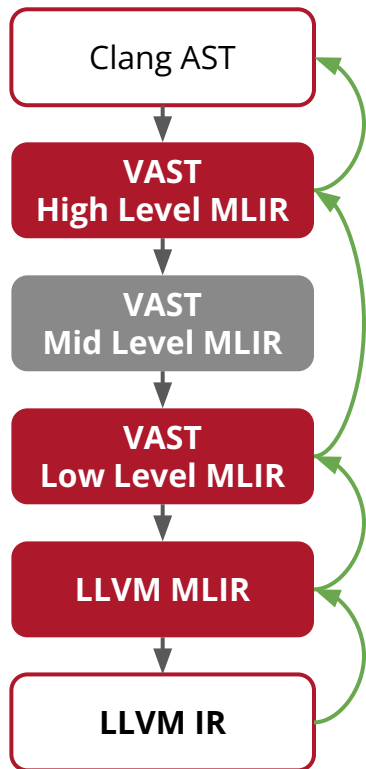 Clang AST
VAST
High Level MLIR
VAST
Mid Level MLIR
VAST
Low Level MLIR
LLVM MLIR
LLVM IR